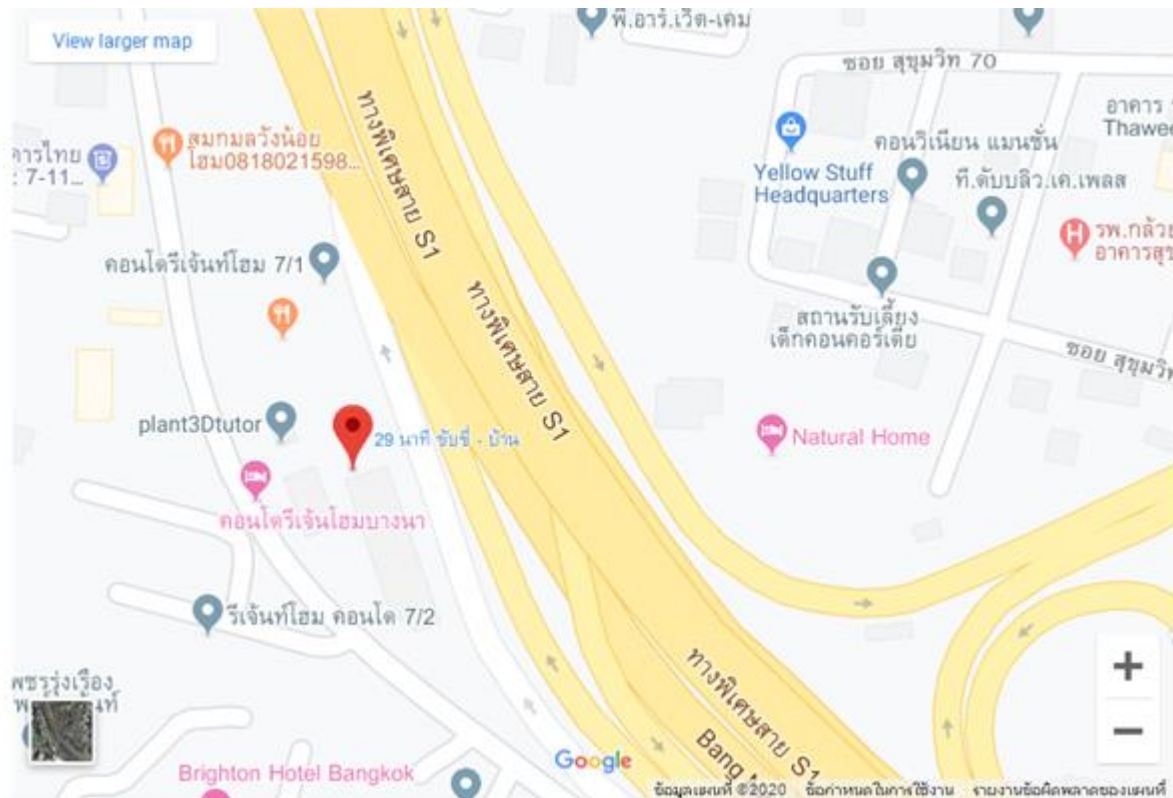 View larger map
พี.อาร์.เว็ต-เคม
ซอย สุขุมวิท 70
อาคาร
Thawee
สมกมลวังน้อย
โฮม0818021598...
คารไทย
: 7-11...
ทางพิเศษสาย S1
Yellow Stuff
Headquarters
คอนวิเนียน แมนชั่น
ที.ดับบลิว.เค.เพลส
รพ.กล้วย
อาคารสุข
คอนโดรีเจ้นท์โฮม 7/1
ทางพิเศษสาย S1
สถานรับเลี้ยง
เด็กคอนคอร์เดีย
ซอย สุขุมวิท
plant3Dtutor
29 นาที ขับขี่ - บ้าน
Natural Home
คอนโดรีเจ้นโฮมบางนา
รีเจ้นท์โฮม คอนโด 7/2
ทางพิเศษสาย S1
เพชรรุ่งเรือง
Bang
Brighton Hotel Bangkok
Google
ข้อมูลแผนที่ ©2020 ข้อกำหนดในการใช้งาน รายงานข้อผิดพลาดของแผนที่